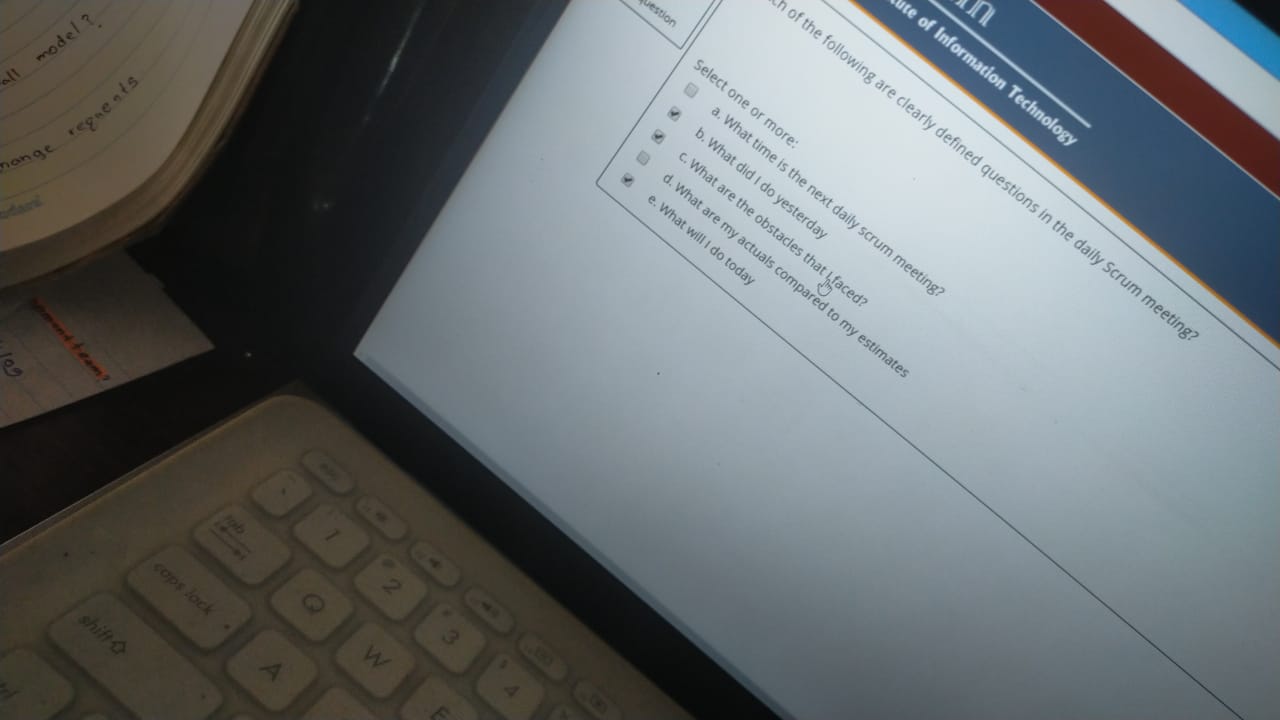 all model?
hange requests
question
tute of Information Technology
ch of the following are clearly defined questions in the daily Scrum meeting?
Select one or more:
a. What time is the next daily scrum meeting?
b. What did I do yesterday
c. What are the obstacles that I faced?
d. What are my actuals compared to my estimates
e. What will I do today
caps lock
shift
1
2
3
4
Q
W
A
E